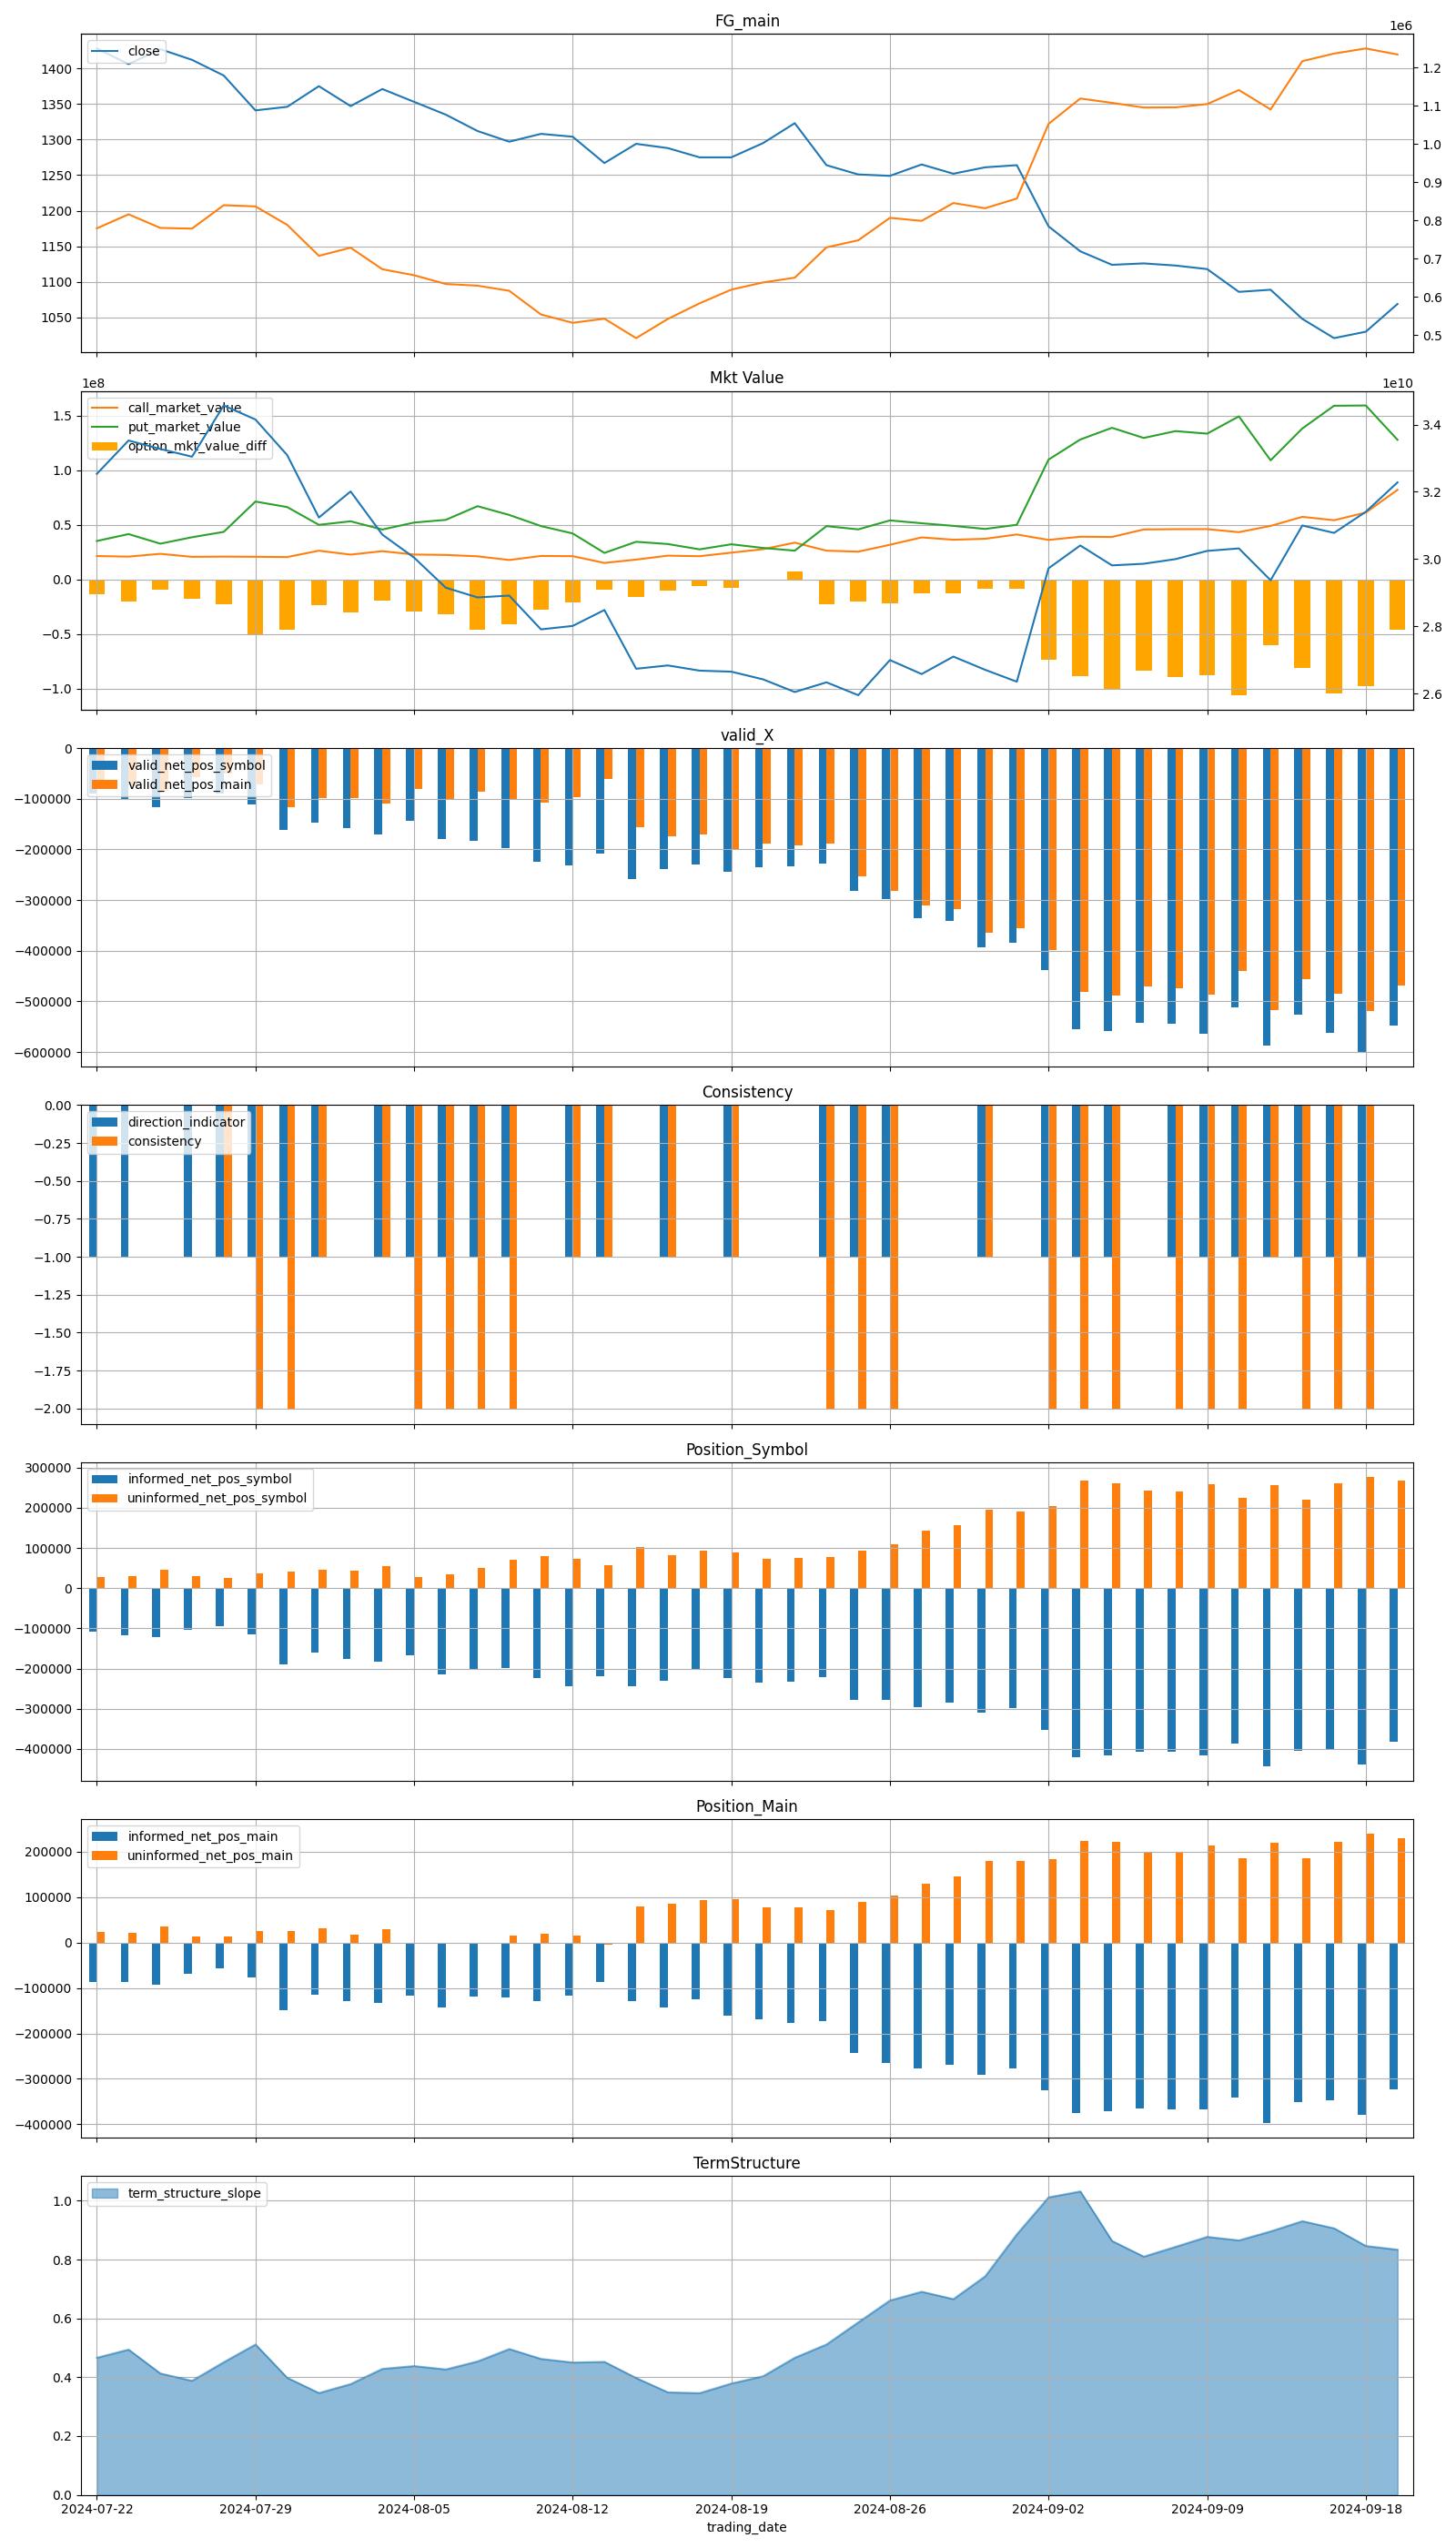 FG_main
1e6
close
1400
1350
1300
1250
1200
1150
1100
1050
1.2
1.1
1.0
0.9
0.8
0.7
0.6
0.5
Mkt Value
1e8
1e10
call_market_value
put_market_value
option_mkt_value_diff
1.5
1.0
0.5
0.0
−0.5
−1.0
3.4
3.2
3.0
2.8
2.6
valid_X
valid_net_pos_symbol
valid_net_pos_main
0
−100000
−200000
−300000
−400000
−500000
−600000
Consistency
direction_indicator
consistency
0.00
−0.25
−0.50
−0.75
−1.00
−1.25
−1.50
−1.75
−2.00
Position_Symbol
informed_net_pos_symbol
uninformed_net_pos_symbol
300000
200000
100000
0
−100000
−200000
−300000
−400000
Position_Main
informed_net_pos_main
uninformed_net_pos_main
200000
100000
0
−100000
−200000
−300000
−400000
TermStructure
term_structure_slope
1.0
0.8
0.6
0.4
0.2
0.0
2024-07-22 2024-07-29 2024-08-05 2024-08-12 2024-08-19 2024-08-26 2024-09-02 2024-09-09 2024-09-18
trading_date